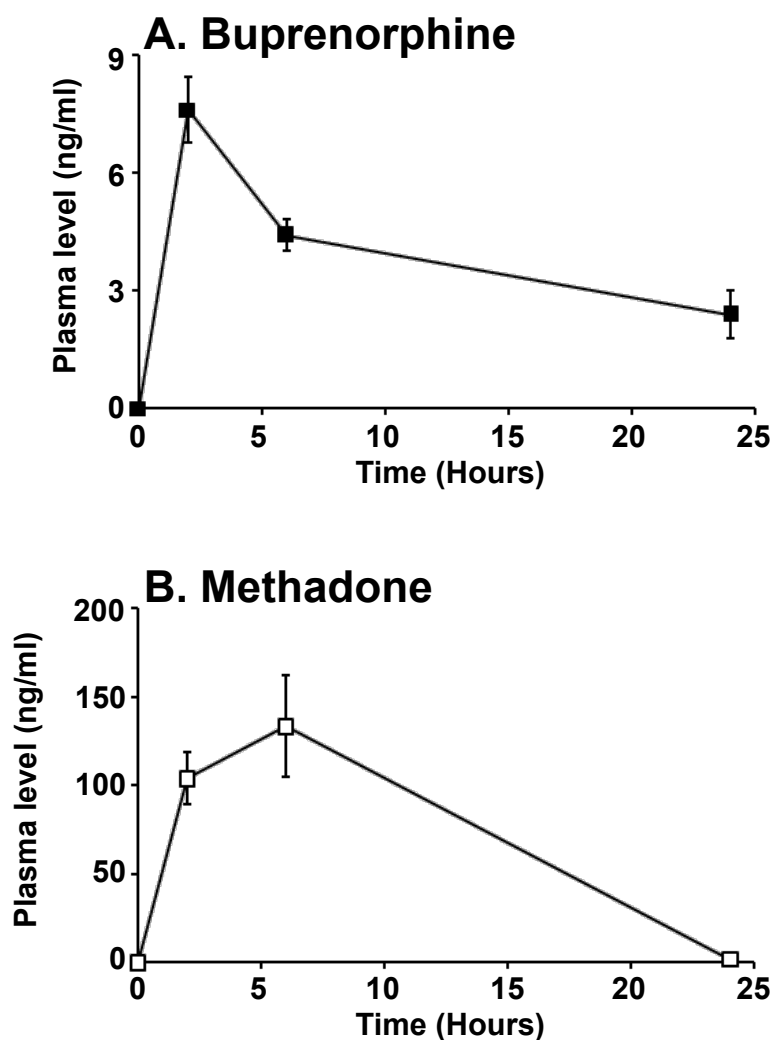 A. Buprenorphine
9
6
3
0
Plasma level (ng/ml)
0 5 10 15 20 25
Time (Hours)
B. Methadone
200
150
100
50
0
Plasma level (ng/ml)
0 5 10 15 20 25
Time (Hours)